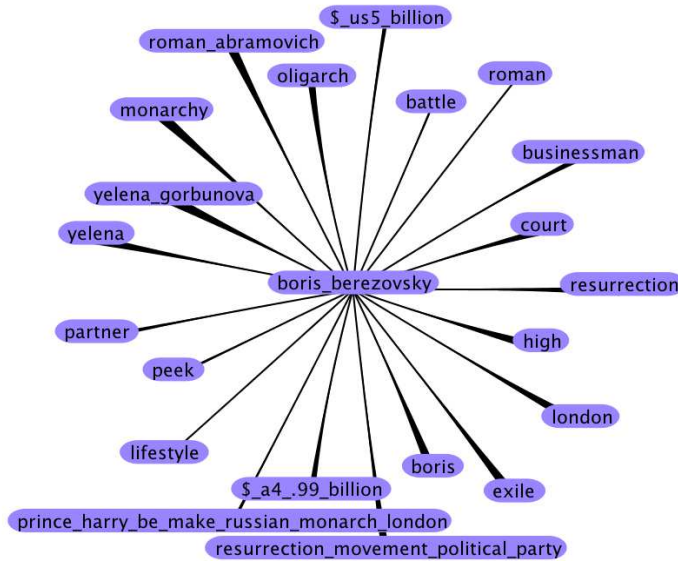 $_us5_billion
roman_abramovich
oligarch
roman
battle
monarchy
businessman
yelena_gorbunova
court
yelena
boris_berezovsky
resurrection
partner
high
peek
london
lifestyle
boris
exile
$_a4_.99_billion
prince_harry_be_make_russian_monarch_london
resurrection_movement_political_party